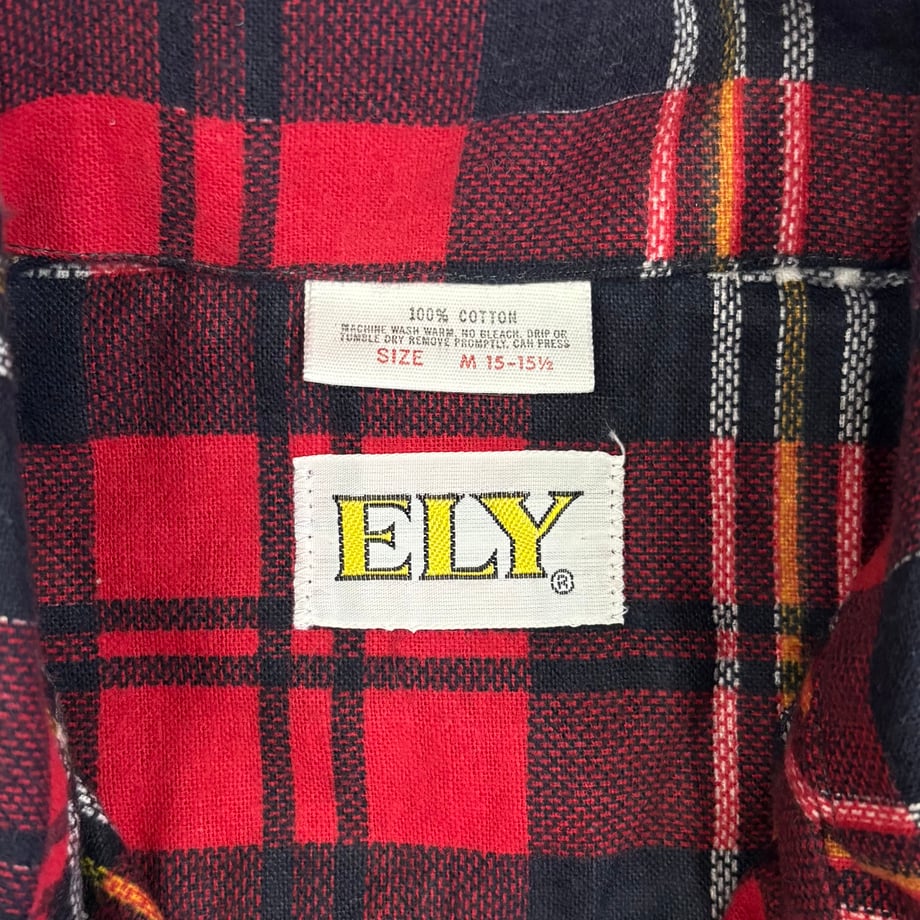 100% COTTON
MACHINE WASH WARM, NO BLEACH, DRIP OR
TUMBLE DRY REMOVE PROMPTLY, CAN PRESS
SIZE M 15-15½
ELY®